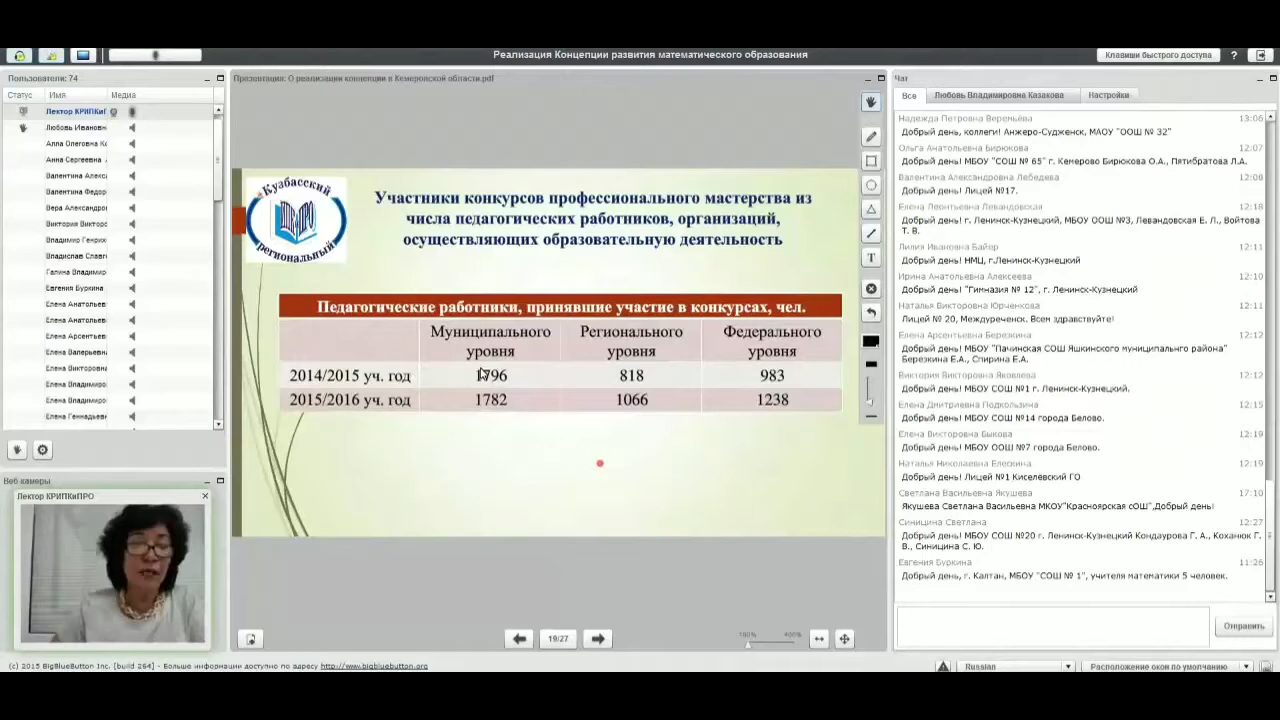 Реализация Концепции развития математического образования
Клавиши быстрого доступа
?
Пользователи: 74
Статус Имя Медиа
Лектор КРИПКиП
Любовь Ивановн
Алла Олеговна Ко
Анна Сергеевна
Валентина Алекс
Валентина Федор
Вера Александров
Виктория Викторс
Владимир Генрих
Владислав Славг
Галина Владимир
Евгения Буркина
Елена Анатольев
Елена Анатольев
Елена Арсентьев
Елена Валерьевн
Елена Викторовна
Елена Владимиро
Елена Владимиро
Елена Геннадьев
Веб камеры
Лектор КРИПКиПРО
Презентация: О реализации концепции в Кемеровской области.pdf
Кузбасский
региональный
Участники конкурсов профессионального мастерства из
числа педагогических работников, организаций,
осуществляющих образовательную деятельность
Педагогические работники, принявшие участие в конкурсах, чел.
Муниципального уровня Регионального уровня Федерального уровня
2014/2015 уч. год 1796 818 983
2015/2016 уч. год 1782 1066 1238
T
19/27
100% 400%
Чат
Все Любовь Владимировна Казакова Настройки
Надежда Петровна Веремьёва 13:06
Добрый день, коллеги! Анжеро-Судженск, МАОУ "ООШ № 32"
Ольга Анатольевна Бирюкова 12:07
Добрый день! МБОУ "СОШ № 65" г. Кемерово Бирюкова О.А., Пятибратова Л.А.
Валентина Александровна Лебедева 12:08
Добрый день! Лицей №17.
Елена Леонтьевна Левандовская 12:18
Добрый день! г. Ленинск-Кузнецкий, МБОУ ООШ №3, Левандовская Е. Л., Войтова
Т. В.
Лилия Ивановна Байер 12:11
Добрый день! НМЦ, г.Ленинск-Кузнецкий
Ирина Анатольевна Алексеева 12:10
Добрый день! "Гимназия № 12", г. Ленинск-Кузнецкий
Наталья Викторовна Юрченкова 12:11
Лицей № 20, Междуреченск. Всем здравствуйте!
Елена Арсентьевна Березкина 12:12
Добрый день! МБОУ "Пачинская СОШ Яшкинского муниципальнго района"
Березкина Е.А., Спирина Е.А.
Виктория Викторовна Яковлева 12:12
Добрый день! МБОУ СОШ №1 г. Ленинск-Кузнецкий.
Елена Дмитриевна Подкользина 12:15
Добрый день! МБОУ СОШ №14 города Белово.
Елена Викторовна Быкова 12:19
Добрый день! МБОУ ООШ №7 города Белово.
Наталья Николаевна Елескина 12:19
Добрый день! Лицей №1 Киселёвский ГО
Светлана Васильевна Якушева 17:10
Якушева Светлана Васильевна МКОУ"Красноярская сОШ",Добрый день!
Синицина Светлана 12:27
Добрый день! МБОУ СОШ №20 г. Ленинск-Кузнецкий Кондаурова Г. А., Коханюк Г.
В., Синицина С. Ю.
Евгения Буркина 11:26
Добрый день, г. Калтан, МБОУ "СОШ № 1", учителя математики 5 человек.
Отправить
(c) 2015 BigBlueButton Inc. [build 264] - Больше информации доступно по адресу http://www.bigbluebutton.org
Russian
Расположение окон по умолчанию